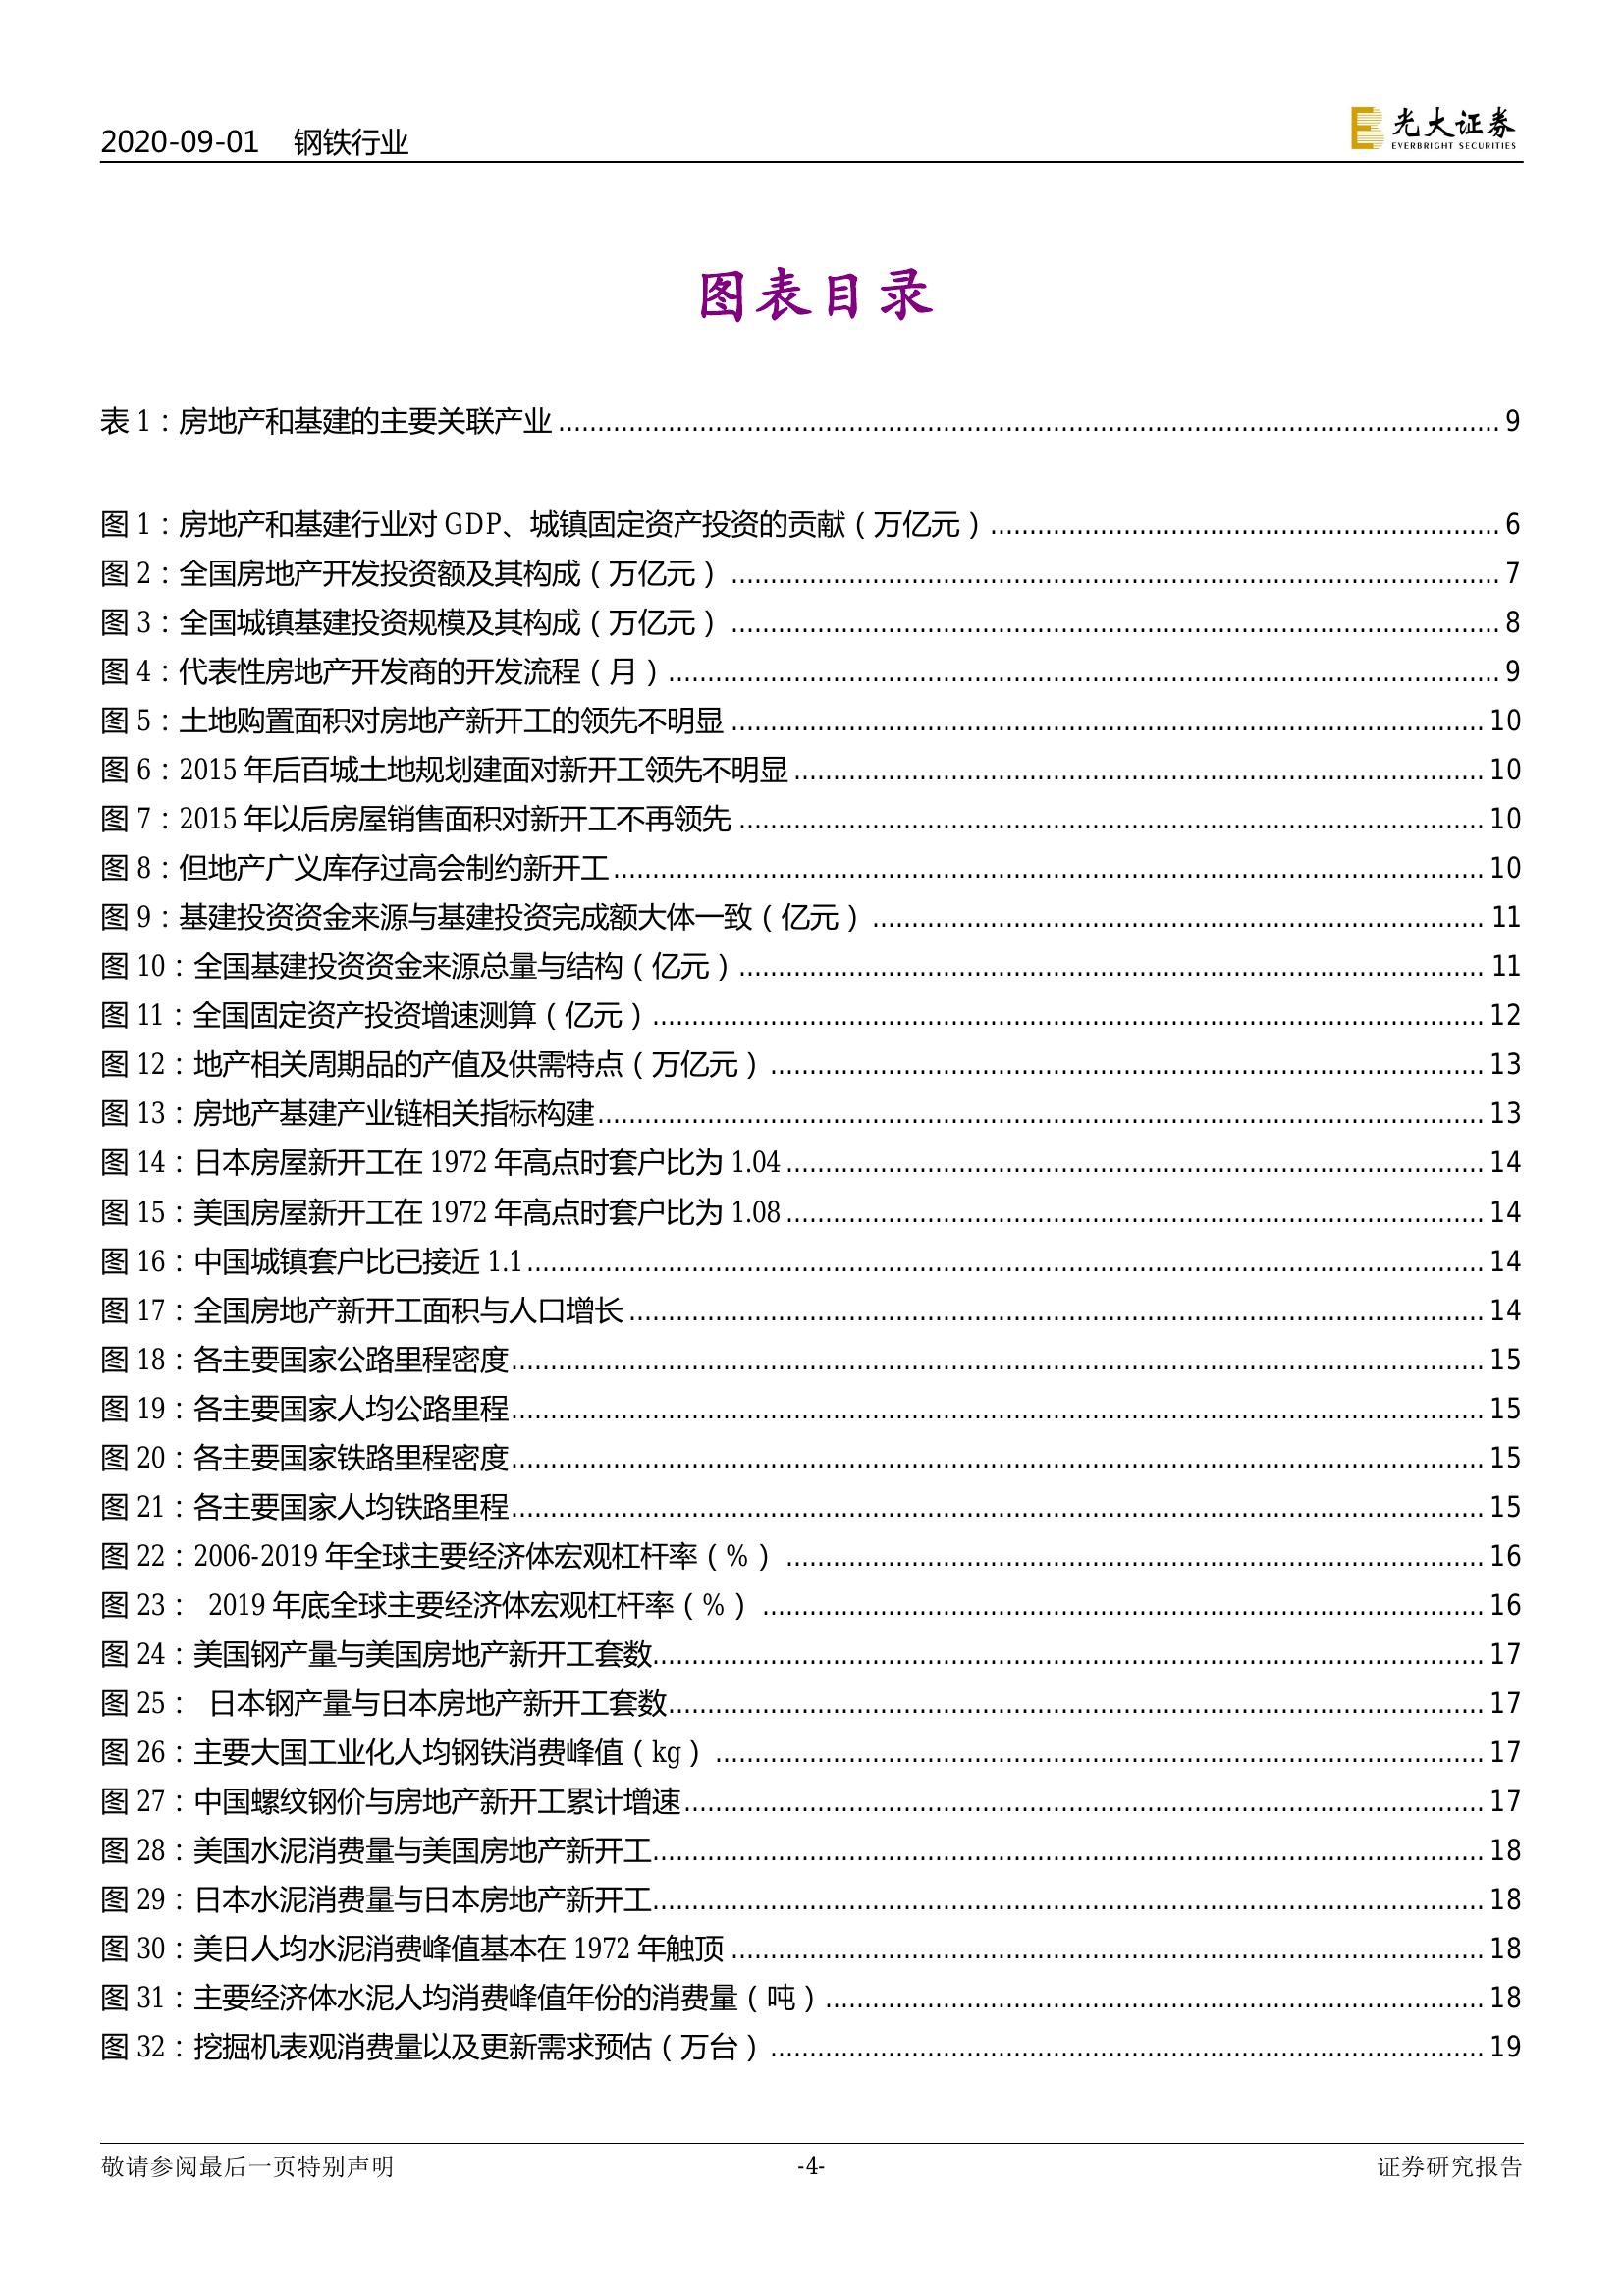 2020-09-01 钢铁行业
光大证券
EVERBRIGHT SECURITIES
图表目录
表 1：房地产和基建的主要关联产业 ........ 9
图 1：房地产和基建行业对 GDP、城镇固定资产投资的贡献（万亿元） ........ 6
图 2：全国房地产开发投资额及其构成（万亿元） ........ 7
图 3：全国城镇基建投资规模及其构成（万亿元） ........ 8
图 4：代表性房地产开发商的开发流程（月） ........ 9
图 5：土地购置面积对房地产新开工的领先不明显 ........ 10
图 6：2015 年后百城土地规划建面对新开工领先不明显 ........ 10
图 7：2015 年以后房屋销售面积对新开工不再领先 ........ 10
图 8：但地产广义库存过高会制约新开工 ........ 10
图 9：基建投资资金来源与基建投资完成额大体一致（亿元） ........ 11
图 10：全国基建投资资金来源总量与结构（亿元） ........ 11
图 11：全国固定资产投资增速测算（亿元） ........ 12
图 12：地产相关周期品的产值及供需特点（万亿元） ........ 13
图 13：房地产基建产业链相关指标构建 ........ 13
图 14：日本房屋新开工在 1972 年高点时套户比为 1.04 ........ 14
图 15：美国房屋新开工在 1972 年高点时套户比为 1.08 ........ 14
图 16：中国城镇套户比已接近 1.1 ........ 14
图 17：全国房地产新开工面积与人口增长 ........ 14
图 18：各主要国家公路里程密度 ........ 15
图 19：各主要国家人均公路里程 ........ 15
图 20：各主要国家铁路里程密度 ........ 15
图 21：各主要国家人均铁路里程 ........ 15
图 22：2006-2019 年全球主要经济体宏观杠杆率（%） ........ 16
图 23： 2019 年底全球主要经济体宏观杠杆率（%） ........ 16
图 24：美国钢产量与美国房地产新开工套数 ........ 17
图 25： 日本钢产量与日本房地产新开工套数 ........ 17
图 26：主要大国工业化人均钢铁消费峰值（kg） ........ 17
图 27：中国螺纹钢价与房地产新开工累计增速 ........ 17
图 28：美国水泥消费量与美国房地产新开工 ........ 18
图 29：日本水泥消费量与日本房地产新开工 ........ 18
图 30：美日人均水泥消费峰值基本在 1972 年触顶 ........ 18
图 31：主要经济体水泥人均消费峰值年份的消费量（吨） ........ 18
图 32：挖掘机表观消费量以及更新需求预估（万台） ........ 19
敬请参阅最后一页特别声明
-4-
证券研究报告